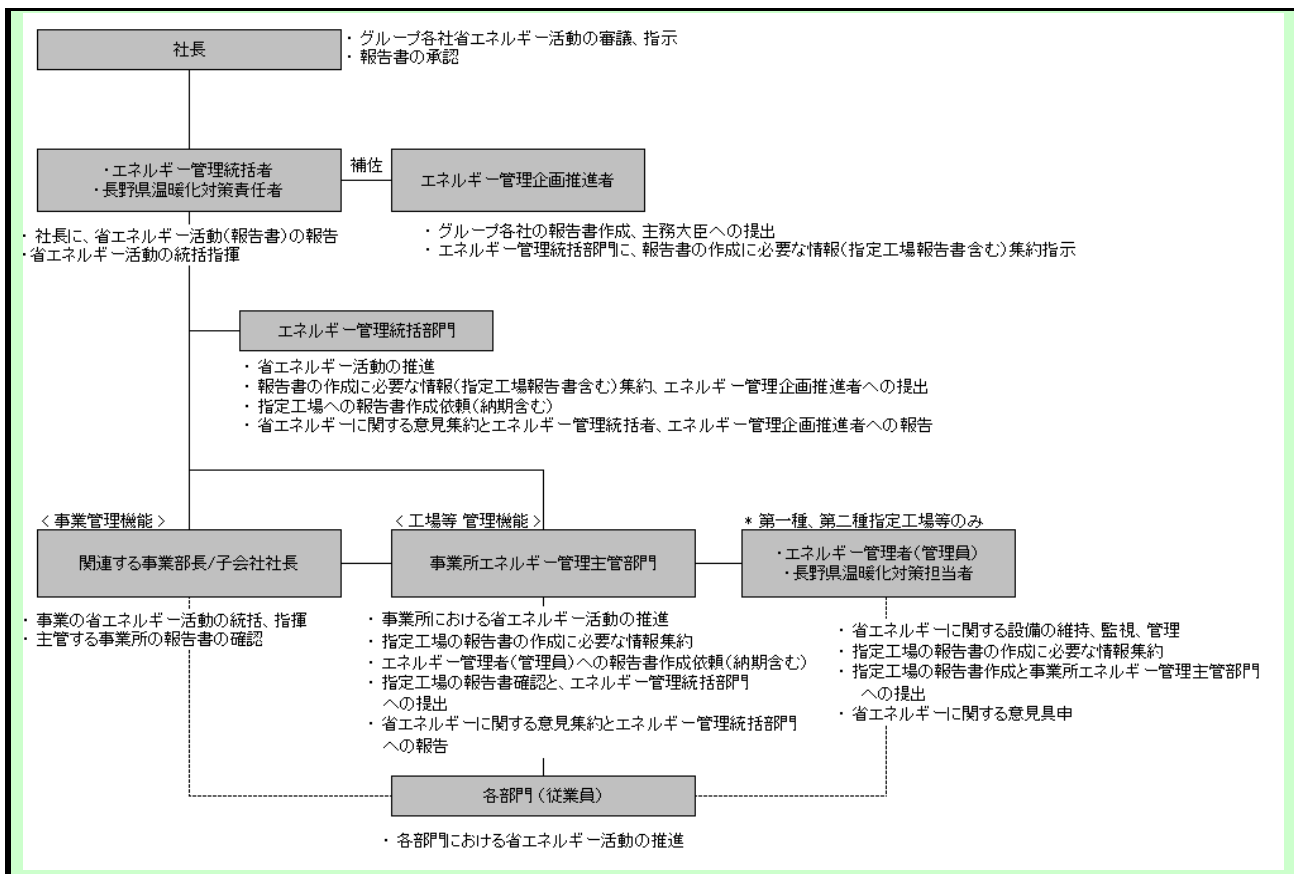 社長
・グループ各社省エネルギー活動の審議、指示
・報告書の承認
・エネルギー管理統括者
・長野県温暖化対策責任者
補佐
エネルギー管理企画推進者
・社長に、省エネルギー活動(報告書)の報告
・省エネルギー活動の統括指揮
・グループ各社の報告書作成、主務大臣への提出
・エネルギー管理統括部門に、報告書の作成に必要な情報(指定工場報告書含む)集約指示
エネルギー管理統括部門
・省エネルギー活動の推進
・報告書の作成に必要な情報(指定工場報告書含む)集約、エネルギー管理企画推進者への提出
・指定工場への報告書作成依頼(納期含む)
・省エネルギーに関する意見集約とエネルギー管理統括者、エネルギー管理企画推進者への報告
<事業管理機能>
関連する事業部長/子会社社長
・事業の省エネルギー活動の統括、指揮
・主管する事業所の報告書の確認
<工場等 管理機能>
事業所エネルギー管理主管部門
・事業所における省エネルギー活動の推進
・指定工場の報告書の作成に必要な情報集約
・エネルギー管理者(管理員)への報告書作成依頼(納期含む)
・指定工場の報告書確認と、エネルギー管理統括部門
への提出
・省エネルギーに関する意見集約とエネルギー管理統括部門
への報告
*第一種、第二種指定工場等のみ
・エネルギー管理者(管理員)
・長野県温暖化対策担当者
・省エネルギーに関する設備の維持、監視、管理
・指定工場の報告書の作成に必要な情報集約
・指定工場の報告書作成と事業所エネルギー管理主管部門
への提出
・省エネルギーに関する意見具申
各部門(従業員)
・各部門における省エネルギー活動の推進